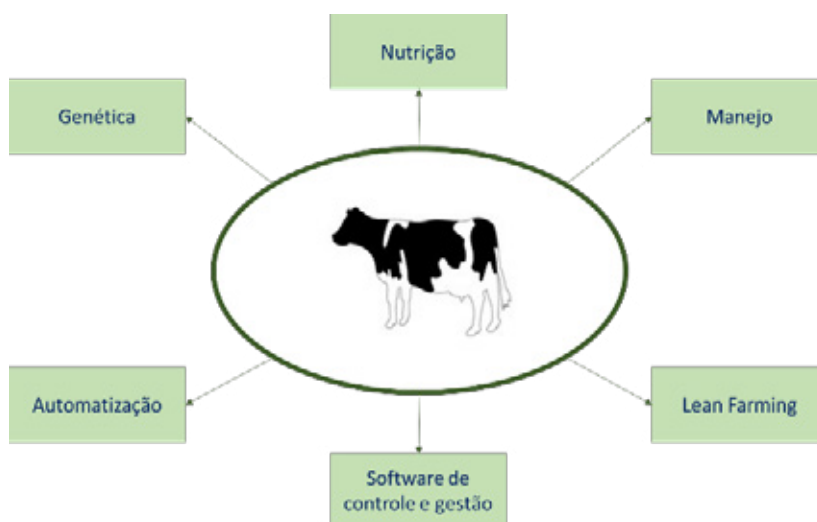 Nutrição
Genética
Manejo
Automatização
Lean Farming
Software de
controle e gestão